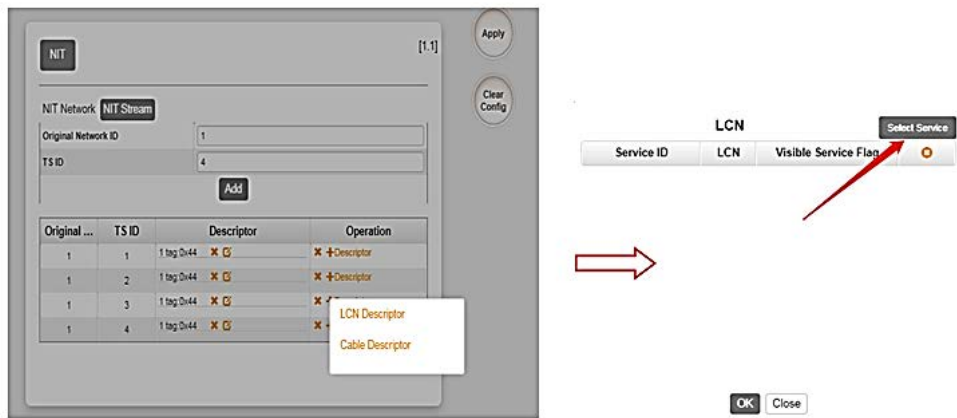 NIT
[1.1]
Apply
Clear
Config
NIT Network NIT Stream
Original Network ID 1
TS ID 4
Add
Original ... TS ID Descriptor Operation
1 1 1 tag:0x44 +Descriptor
1 2 1 tag:0x44 +Descriptor
1 3 1 tag:0x44
1 4 1 tag:0x44
LCN Descriptor
Cable Descriptor
LCN
Select Service
Service ID LCN Visible Service Flag
OK Close